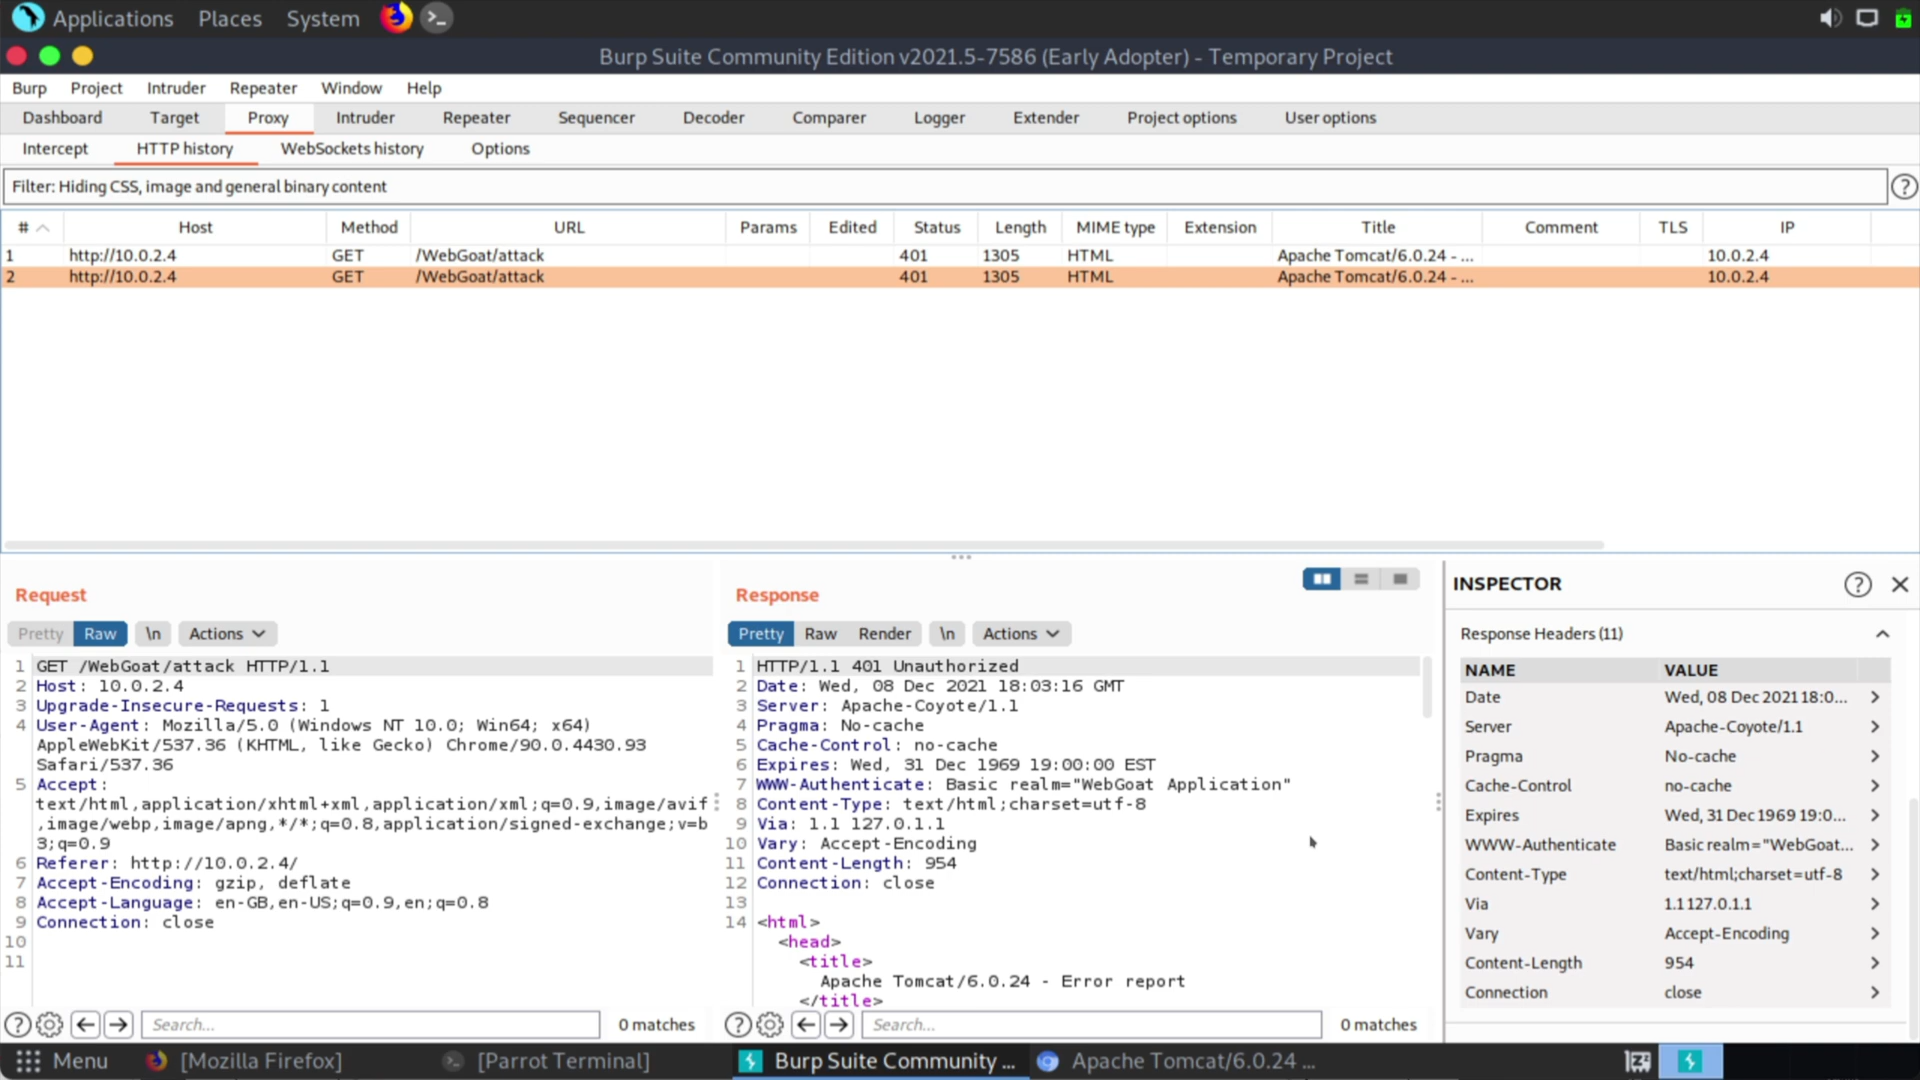 Applications Places System
Burp Suite Community Edition v2021.5-7586 (Early Adopter) - Temporary Project
Burp Project Intruder Repeater Window Help
Dashboard Target Proxy Intruder Repeater Sequencer Decoder Comparer Logger Extender Project options User options
Intercept HTTP history WebSockets history Options
Filter: Hiding CSS, image and general binary content
# Host Method URL Params Edited Status Length MIME type Extension Title Comment TLS IP
1 http://10.0.2.4 GET /WebGoat/attack 401 1305 HTML Apache Tomcat/6.0.24 - ... 10.0.2.4
2 http://10.0.2.4 GET /WebGoat/attack 401 1305 HTML Apache Tomcat/6.0.24 - ... 10.0.2.4
Request
Pretty Raw \n Actions
1 GET /WebGoat/attack HTTP/1.1
2 Host: 10.0.2.4
3 Upgrade-Insecure-Requests: 1
4 User-Agent: Mozilla/5.0 (Windows NT 10.0; Win64; x64)
AppleWebKit/537.36 (KHTML, like Gecko) Chrome/90.0.4430.93
Safari/537.36
5 Accept:
text/html,application/xhtml+xml,application/xml;q=0.9,image/avif
,image/webp,image/apng,*/*;q=0.8,application/signed-exchange;v=b
3;q=0.9
6 Referer: http://10.0.2.4/
7 Accept-Encoding: gzip, deflate
8 Accept-Language: en-GB,en-US;q=0.9,en;q=0.8
9 Connection: close
10
11
Search... 0 matches
Response
Pretty Raw Render \n Actions
1 HTTP/1.1 401 Unauthorized
2 Date: Wed, 08 Dec 2021 18:03:16 GMT
3 Server: Apache-Coyote/1.1
4 Pragma: No-cache
5 Cache-Control: no-cache
6 Expires: Wed, 31 Dec 1969 19:00:00 EST
7 WWW-Authenticate: Basic realm="WebGoat Application"
8 Content-Type: text/html;charset=utf-8
9 Via: 1.1 127.0.1.1
10 Vary: Accept-Encoding
11 Content-Length: 954
12 Connection: close
13
14 <html>
<head>
<title>
Apache Tomcat/6.0.24 - Error report
</title>
Search... 0 matches
INSPECTOR
Response Headers (11)
NAME VALUE
Date Wed, 08 Dec 2021 18:0...
Server Apache-Coyote/1.1
Pragma No-cache
Cache-Control no-cache
Expires Wed, 31 Dec 1969 19:0...
WWW-Authenticate Basic realm="WebGoat...
Content-Type text/html;charset=utf-8
Via 1.1 127.0.1.1
Vary Accept-Encoding
Content-Length 954
Connection close
Menu [Mozilla Firefox] [Parrot Terminal] Burp Suite Community ... Apache Tomcat/6.0.24 ...